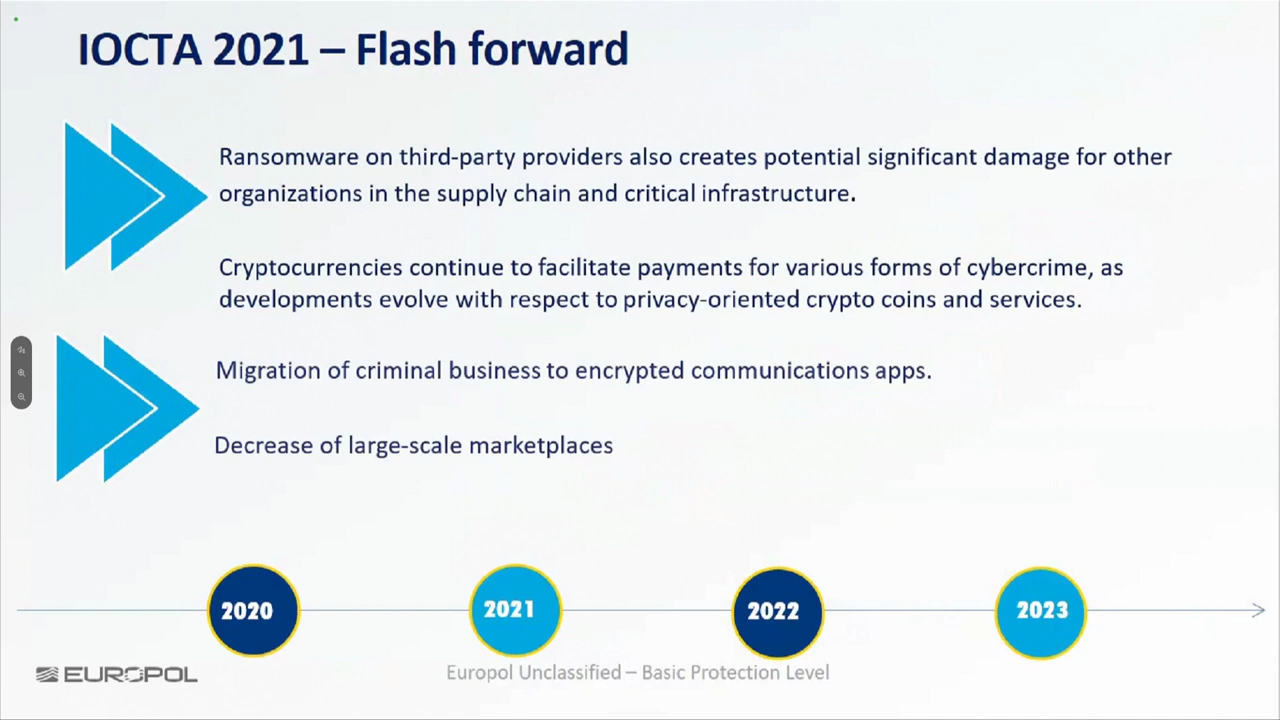 IOCTA 2021 – Flash forward
Ransomware on third-party providers also creates potential significant damage for other
organizations in the supply chain and critical infrastructure.
Cryptocurrencies continue to facilitate payments for various forms of cybercrime, as
developments evolve with respect to privacy-oriented crypto coins and services.
Migration of criminal business to encrypted communications apps.
Decrease of large-scale marketplaces
2020
2021
2022
2023
EUROPOL
Europol Unclassified – Basic Protection Level